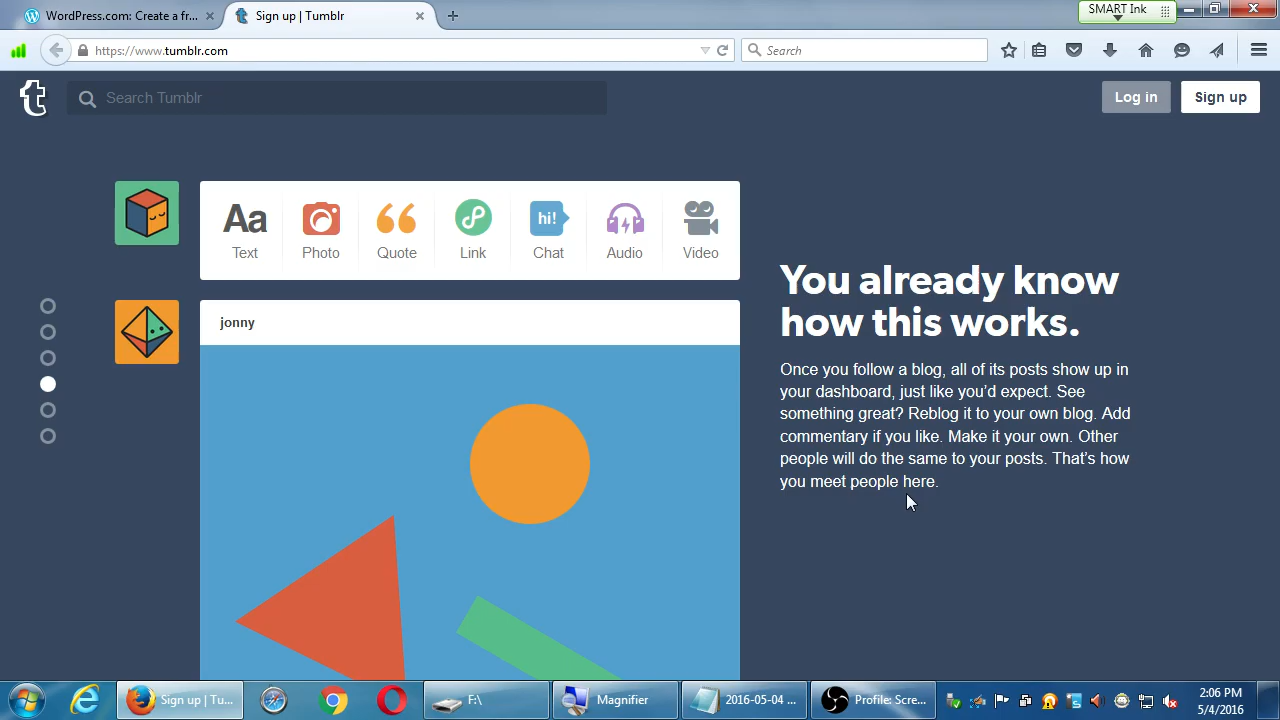 WordPress.com: Create a fr...
Sign up | Tumblr
SMART Ink
https://www.tumblr.com
Search
Search Tumblr
Log in
Sign up
Aa
hi!
Text
Photo
Quote
Link
Chat
Audio
Video
jonny
You already know
how this works.
Once you follow a blog, all of its posts show up in
your dashboard, just like you’d expect. See
something great? Reblog it to your own blog. Add
commentary if you like. Make it your own. Other
people will do the same to your posts. That’s how
you meet people here.
Sign up | Tu...
F:\
Magnifier
2016-05-04 ...
Profile: Scre...
2:06 PM
5/4/2016